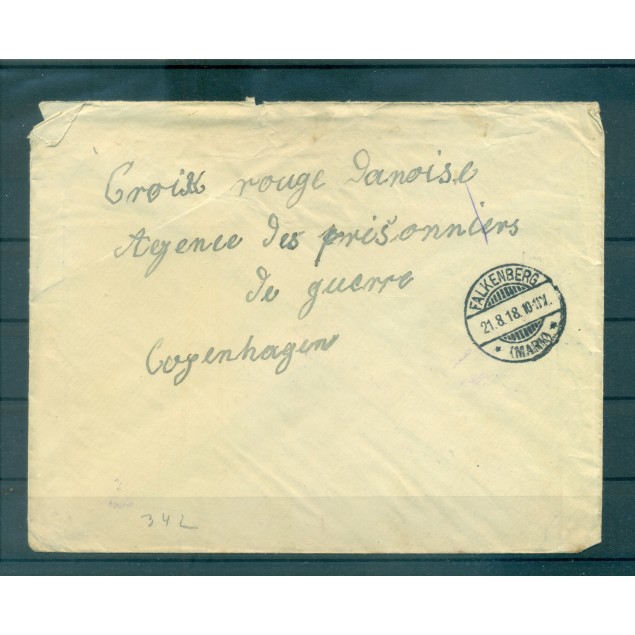 Croix rouge Danoise
Agence des prisonniers
de guerre
Copenhagen
FALKENBERG
21.8.18.10-11V.
* (MARK) *
342